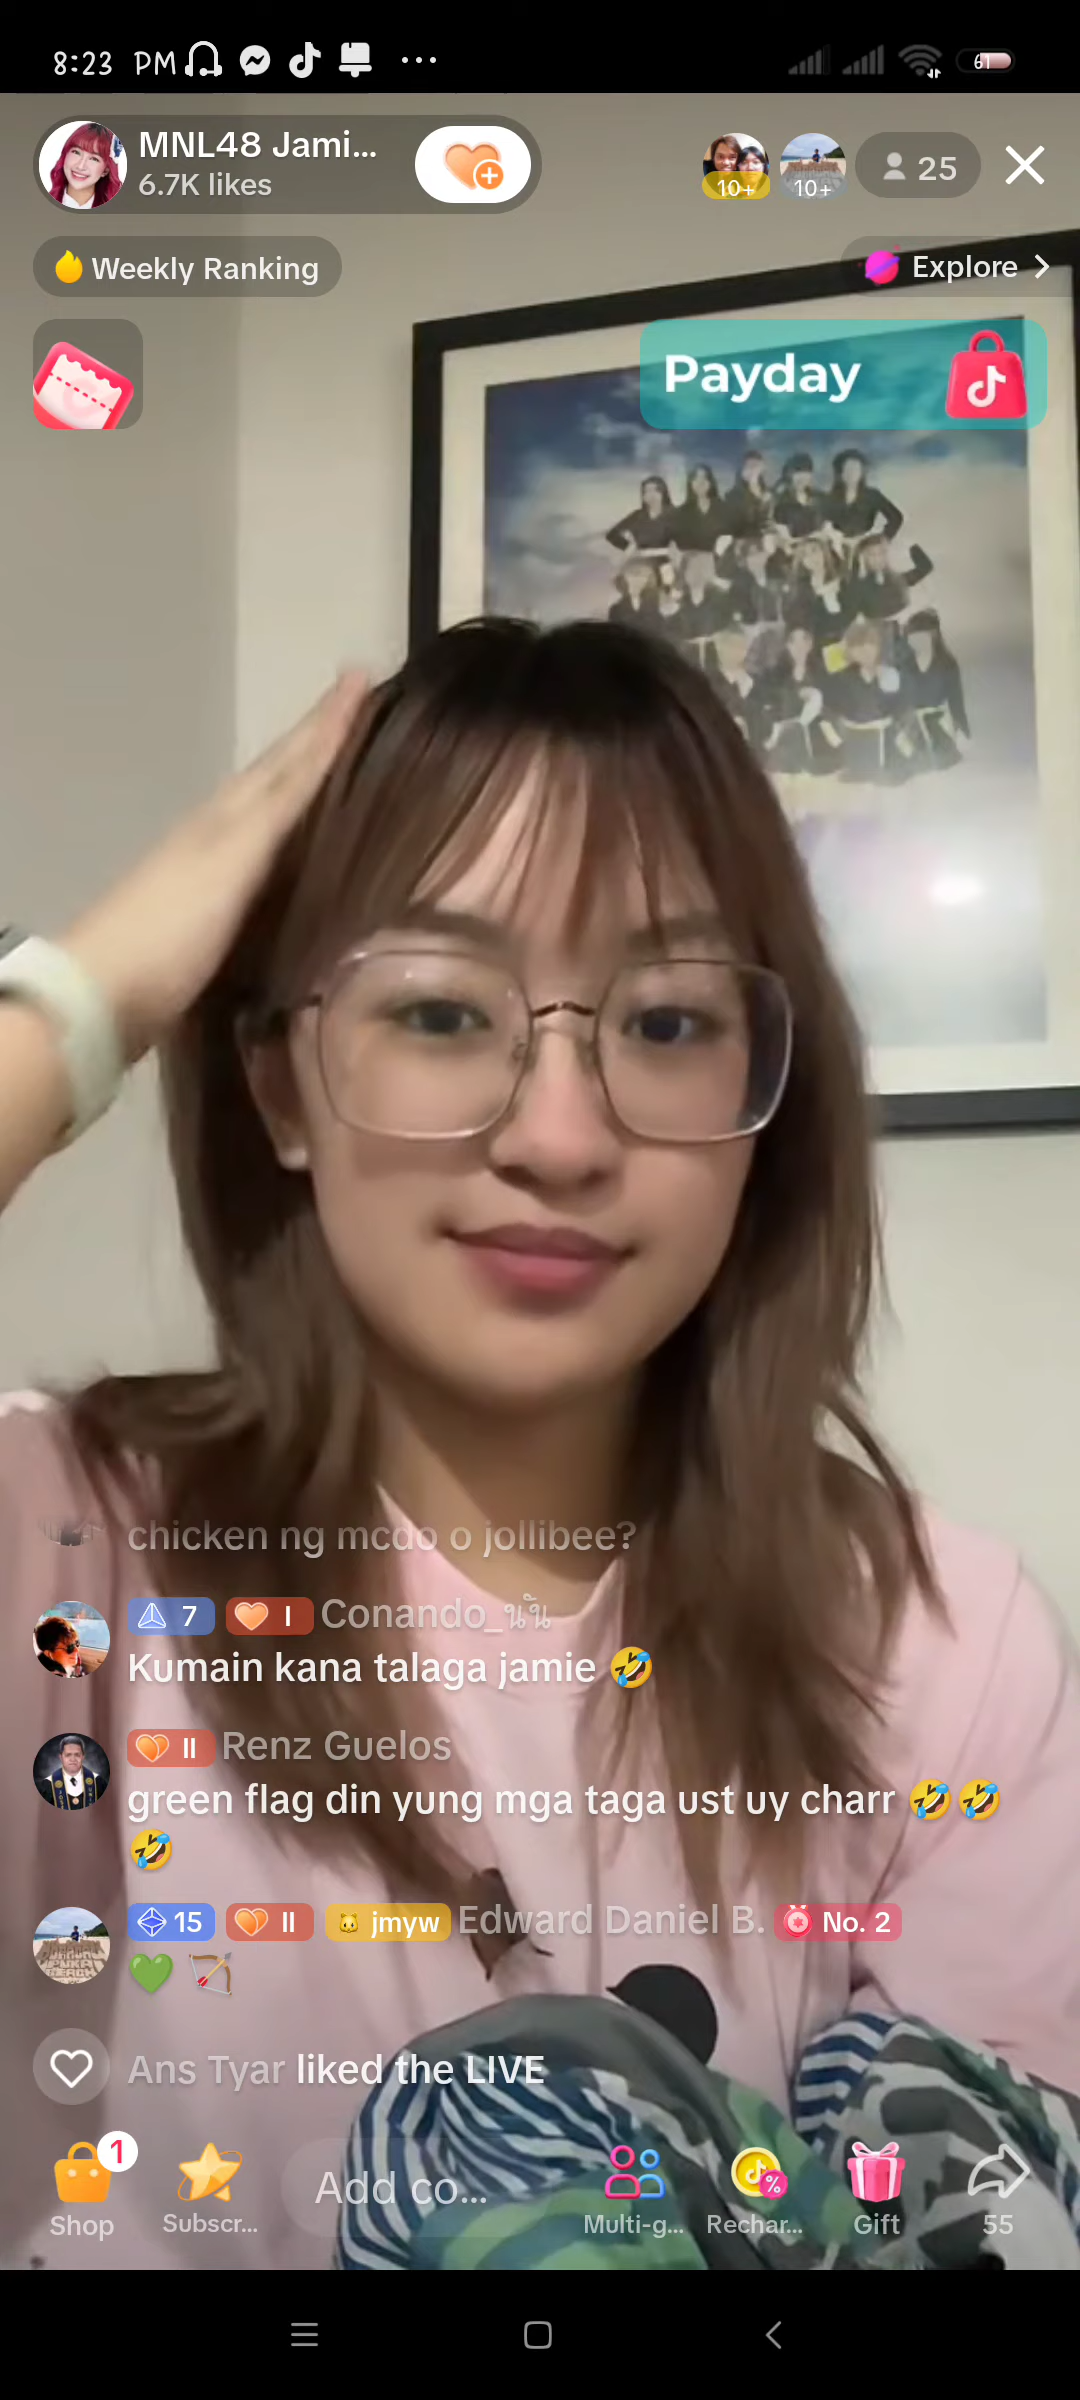 8:23 PM
61
MNL48 Jami...
6.7K likes
10+
10+
25
Weekly Ranking
Explore
Payday
chicken ng mcdo o jollibee?
7 I Conando_นัน
Kumain kana talaga jamie 🤣
II Renz Guelos
green flag din yung mga taga ust uy charr 🤣🤣
🤣
15 II jmyw Edward Daniel B. No. 2
💚 🏹
Ans Tyar liked the LIVE
1
Add co...
Shop
Subscr...
Multi-g...
Rechar...
Gift
55